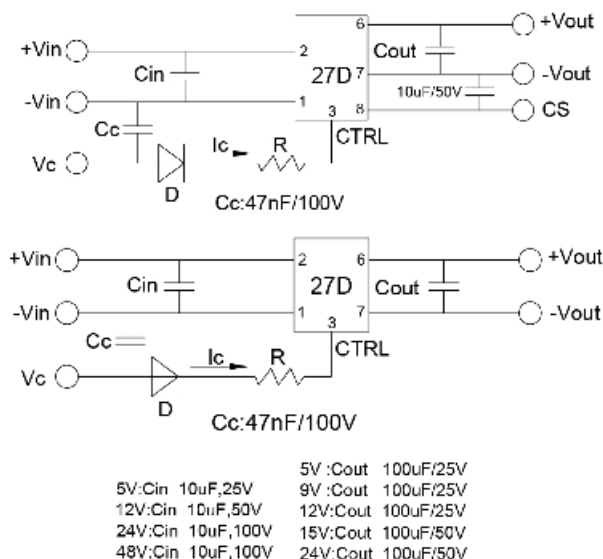 6 +Vout
+Vin 2 Cout
Cin 27D 7 -Vout
-Vin 1 10uF/50V
8 CS
Cc 3
Vc Ic R CTRL
D
Cc:47nF/100V
+Vin 2 6 +Vout
Cin 27D Cout
-Vin 1 7 -Vout
3
Cc CTRL
Vc Ic R
D
Cc:47nF/100V
5V :Cout 100uF/25V
5V:Cin 10uF,25V 9V :Cout 100uF/25V
12V:Cin 10uF,50V 12V:Cout 100uF/25V
24V:Cin 10uF,100V 15V:Cout 100uF/50V
48V:Cin 10uF,100V 24V:Cout 100uF/50V